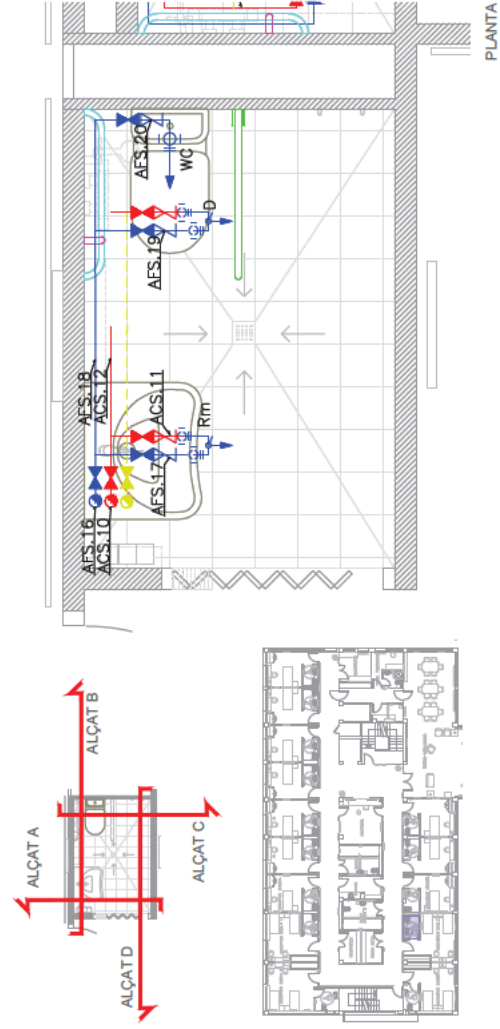 PLANTA
AFS.20
WC
AFS.19
D
AFS.18
ACS.12
ACS.11
Rm
AFS.17
AFS.16
ACS.10
ALÇAT A
ALÇAT B
ALÇAT C
ALÇAT D